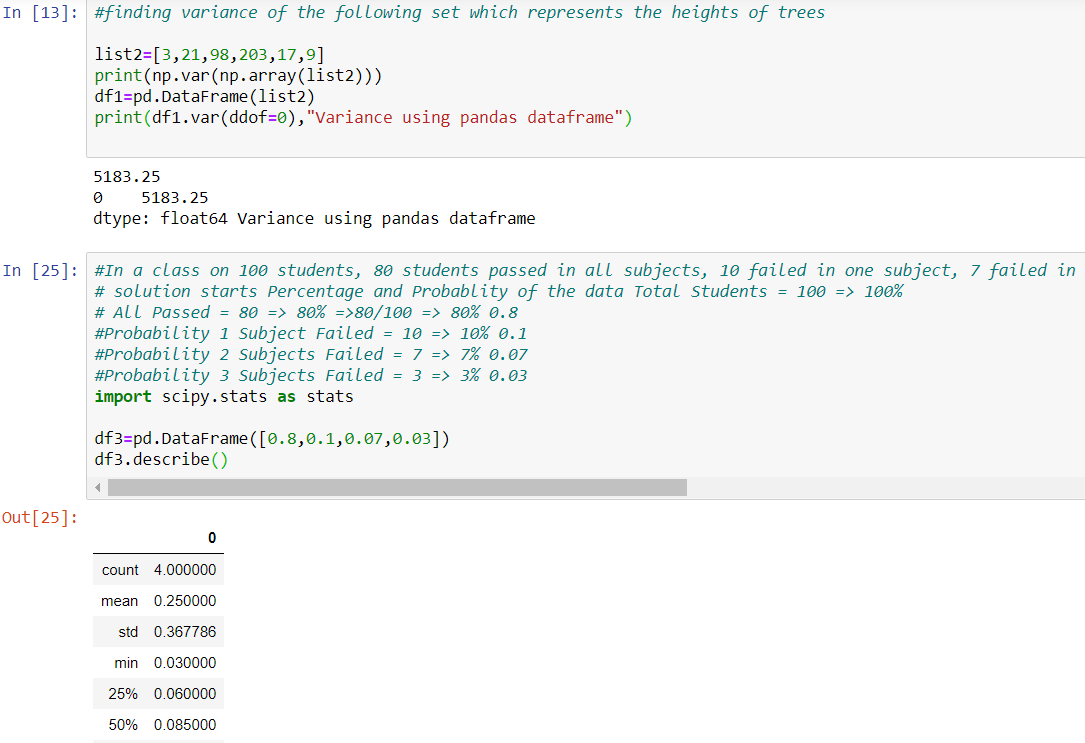 In [13]: #finding variance of the following set which represents the heights of trees
list2=[3,21,98,203,17,9]
print(np.var(np.array(list2)))
df1=pd.DataFrame(list2)
print(df1.var(ddof=0),"Variance using pandas dataframe")
5183.25
0    5183.25
dtype: float64 Variance using pandas dataframe
In [25]: #In a class on 100 students, 80 students passed in all subjects, 10 failed in one subject, 7 failed in
# solution starts Percentage and Probablity of the data Total Students = 100 => 100%
# All Passed = 80 => 80% =>80/100 => 80% 0.8
#Probability 1 Subject Failed = 10 => 10% 0.1
#Probability 2 Subjects Failed = 7 => 7% 0.07
#Probability 3 Subjects Failed = 3 => 3% 0.03
import scipy.stats as stats
df3=pd.DataFrame([0.8,0.1,0.07,0.03])
df3.describe()
Out[25]:
0
count 4.000000
mean 0.250000
std 0.367786
min 0.030000
25% 0.060000
50% 0.085000